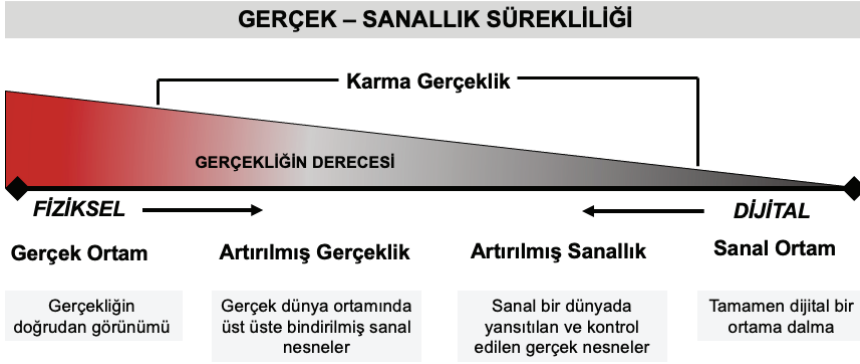 GERÇEK – SANALLIK SÜREKLİLİĞİ
Karma Gerçeklik
GERÇEKLİĞİN DERECESİ
FİZİKSEL
DİJİTAL
Gerçek Ortam
Artırılmış Gerçeklik
Artırılmış Sanallık
Sanal Ortam
Gerçekliğin
doğrudan görünümü
Gerçek dünya ortamında
üst üste bindirilmiş sanal
nesneler
Sanal bir dünyada
yansıtılan ve kontrol
edilen gerçek nesneler
Tamamen dijital bir
ortama dalma